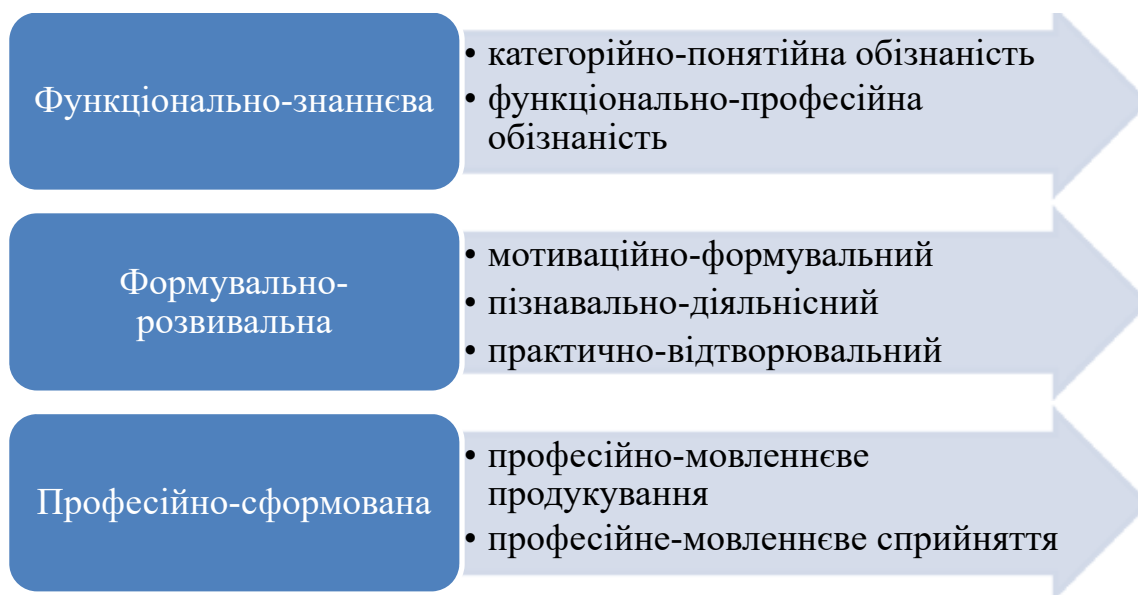 Функціонально-знаннєва
• категорійно-понятійна обізнаність
• функціонально-професійна
обізнаність
Формувально-
розвивальна
• мотиваційно-формувальний
• пізнавально-діяльнісний
• практично-відтворювальний
Професійно-сформована
• професійно-мовленнєве
продукування
• професійне-мовленнєве сприйняття